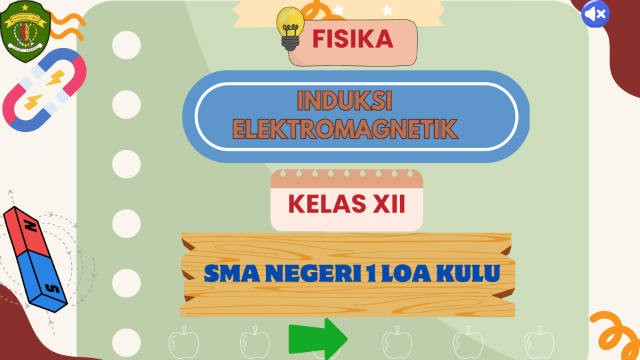 FISIKA
INDUKSI
ELEKTROMAGNETIK
KELAS XII
SMA NEGERI 1 LOA KULU
N
S